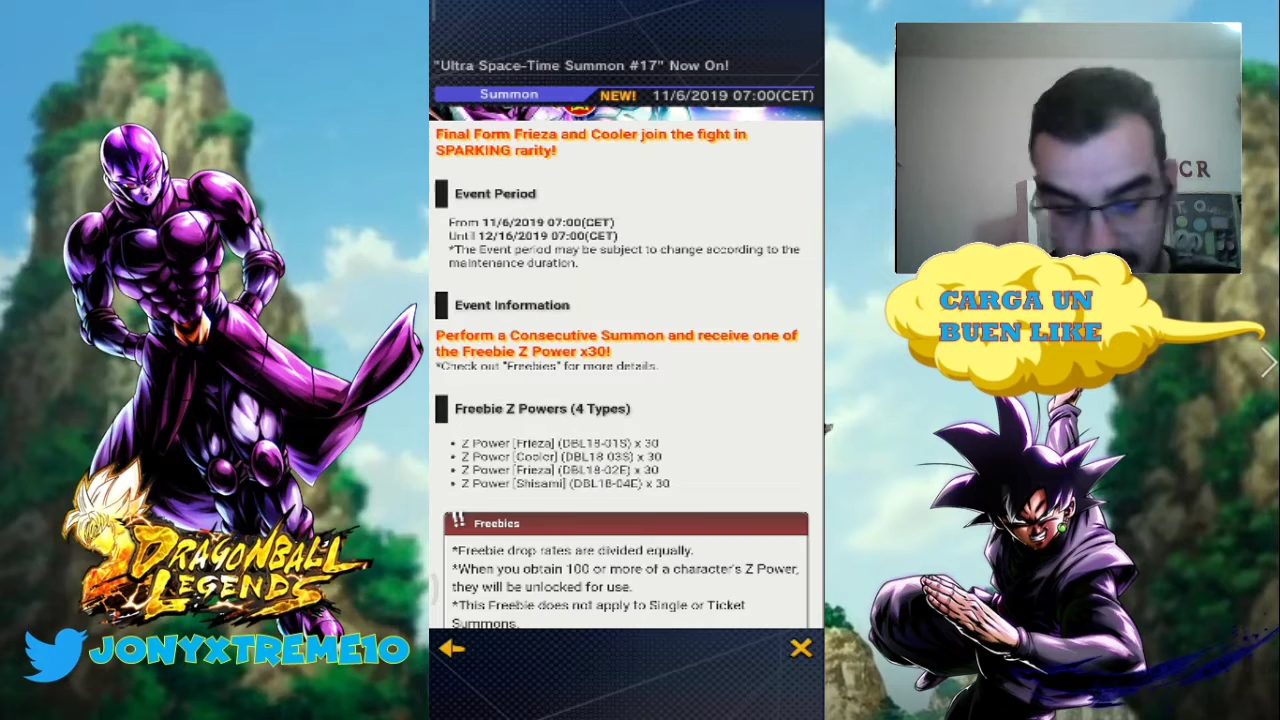 "Ultra Space-Time Summon #17" Now On!
Summon NEW! 11/6/2019 07:00(CET)
Final Form Frieza and Cooler join the fight in
SPARKING rarity!
Event Period
From 11/6/2019 07:00(CET)
Until 12/16/2019 07:00(CET)
*The Event period may be subject to change according to the
maintenance duration.
Event Information
Perform a Consecutive Summon and receive one of
the Freebie Z Power x30!
*Check out "Freebies" for more details.
Freebie Z Powers (4 Types)
• Z Power [Frieza] (DBL18-01S) x 30
• Z Power [Cooler] (DBL18-03S) x 30
• Z Power [Frieza] (DBL18-02E) x 30
• Z Power [Shisami] (DBL18-04E) x 30
!! Freebies
*Freebie drop rates are divided equally.
*When you obtain 100 or more of a character's Z Power,
they will be unlocked for use.
*This Freebie does not apply to Single or Ticket
Summons.
DRAGONBALL
LEGENDS
JONYXTREME10
CR
CARGA UN
BUEN LIKE